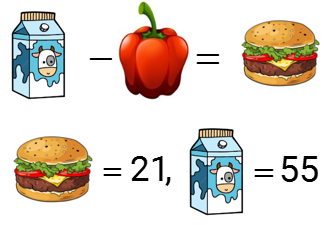 − =
= 21, = 55